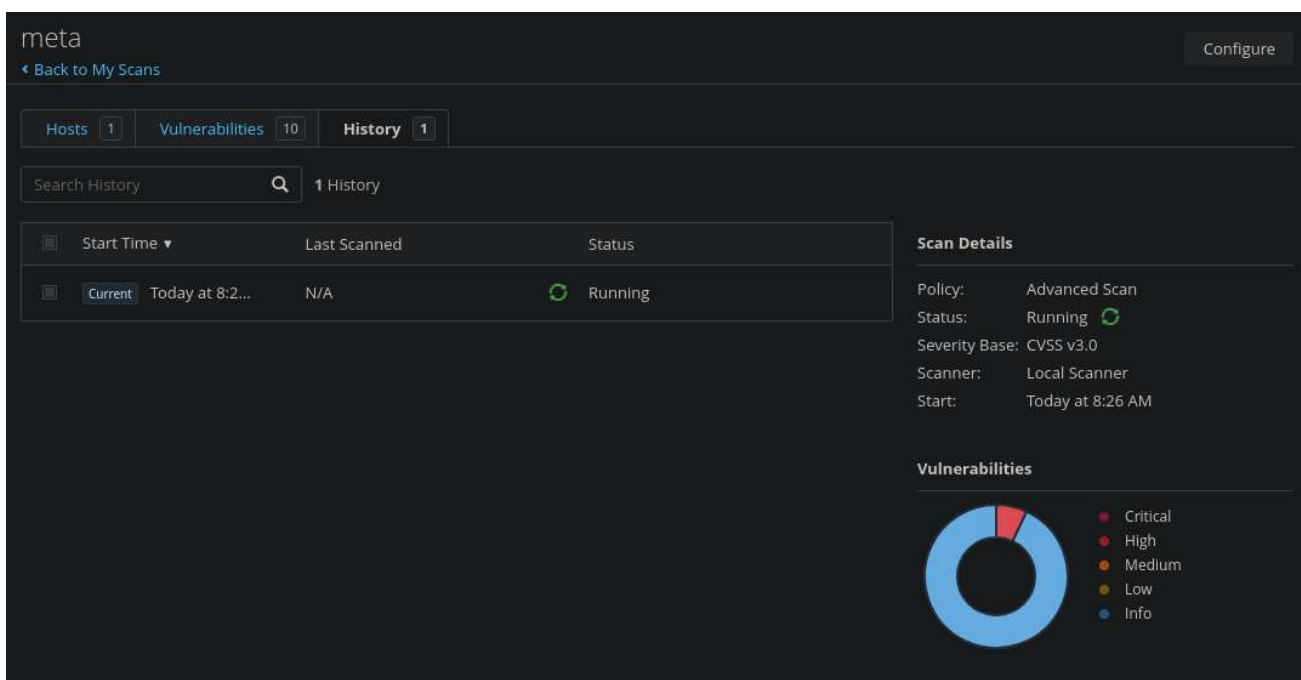 meta
Back to My Scans
Configure
Hosts 1 Vulnerabilities 10 History 1
Search History 1 History
Start Time Last Scanned Status
Current Today at 8:2... N/A Running
Scan Details
Policy: Advanced Scan
Status: Running
Severity Base: CVSS v3.0
Scanner: Local Scanner
Start: Today at 8:26 AM
Vulnerabilities
Critical
High
Medium
Low
Info